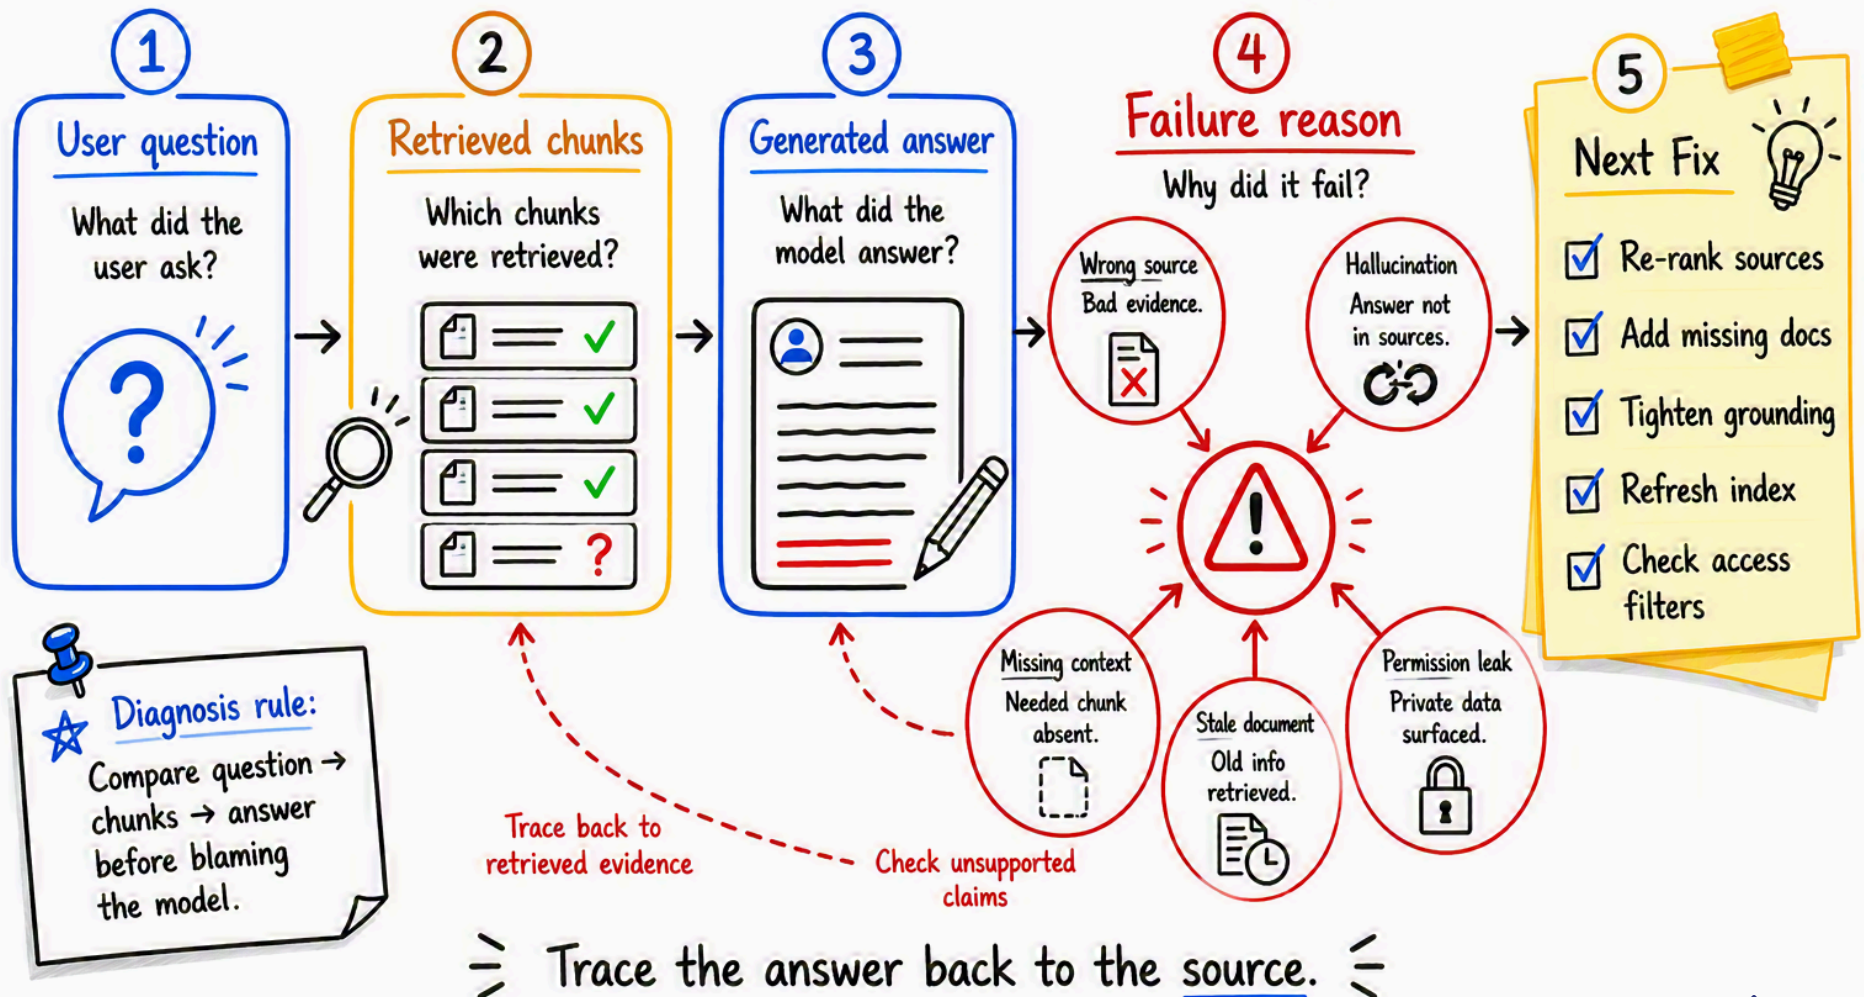 1
User question
What did the
user ask?
2
Retrieved chunks
Which chunks
were retrieved?
?
3
Generated answer
What did the
model answer?
4
Failure reason
Why did it fail?
Wrong source
Bad evidence.
Hallucination
Answer not
in sources.
!
Missing context
Needed chunk
absent.
Stale document
Old info
retrieved.
Permission leak
Private data
surfaced.
5
Next Fix
Re-rank sources
Add missing docs
Tighten grounding
Refresh index
Check access
filters
?
Diagnosis rule:
Compare question →
chunks → answer
before blaming
the model.
Trace back to
retrieved evidence
Check unsupported
claims
Trace the answer back to the source.